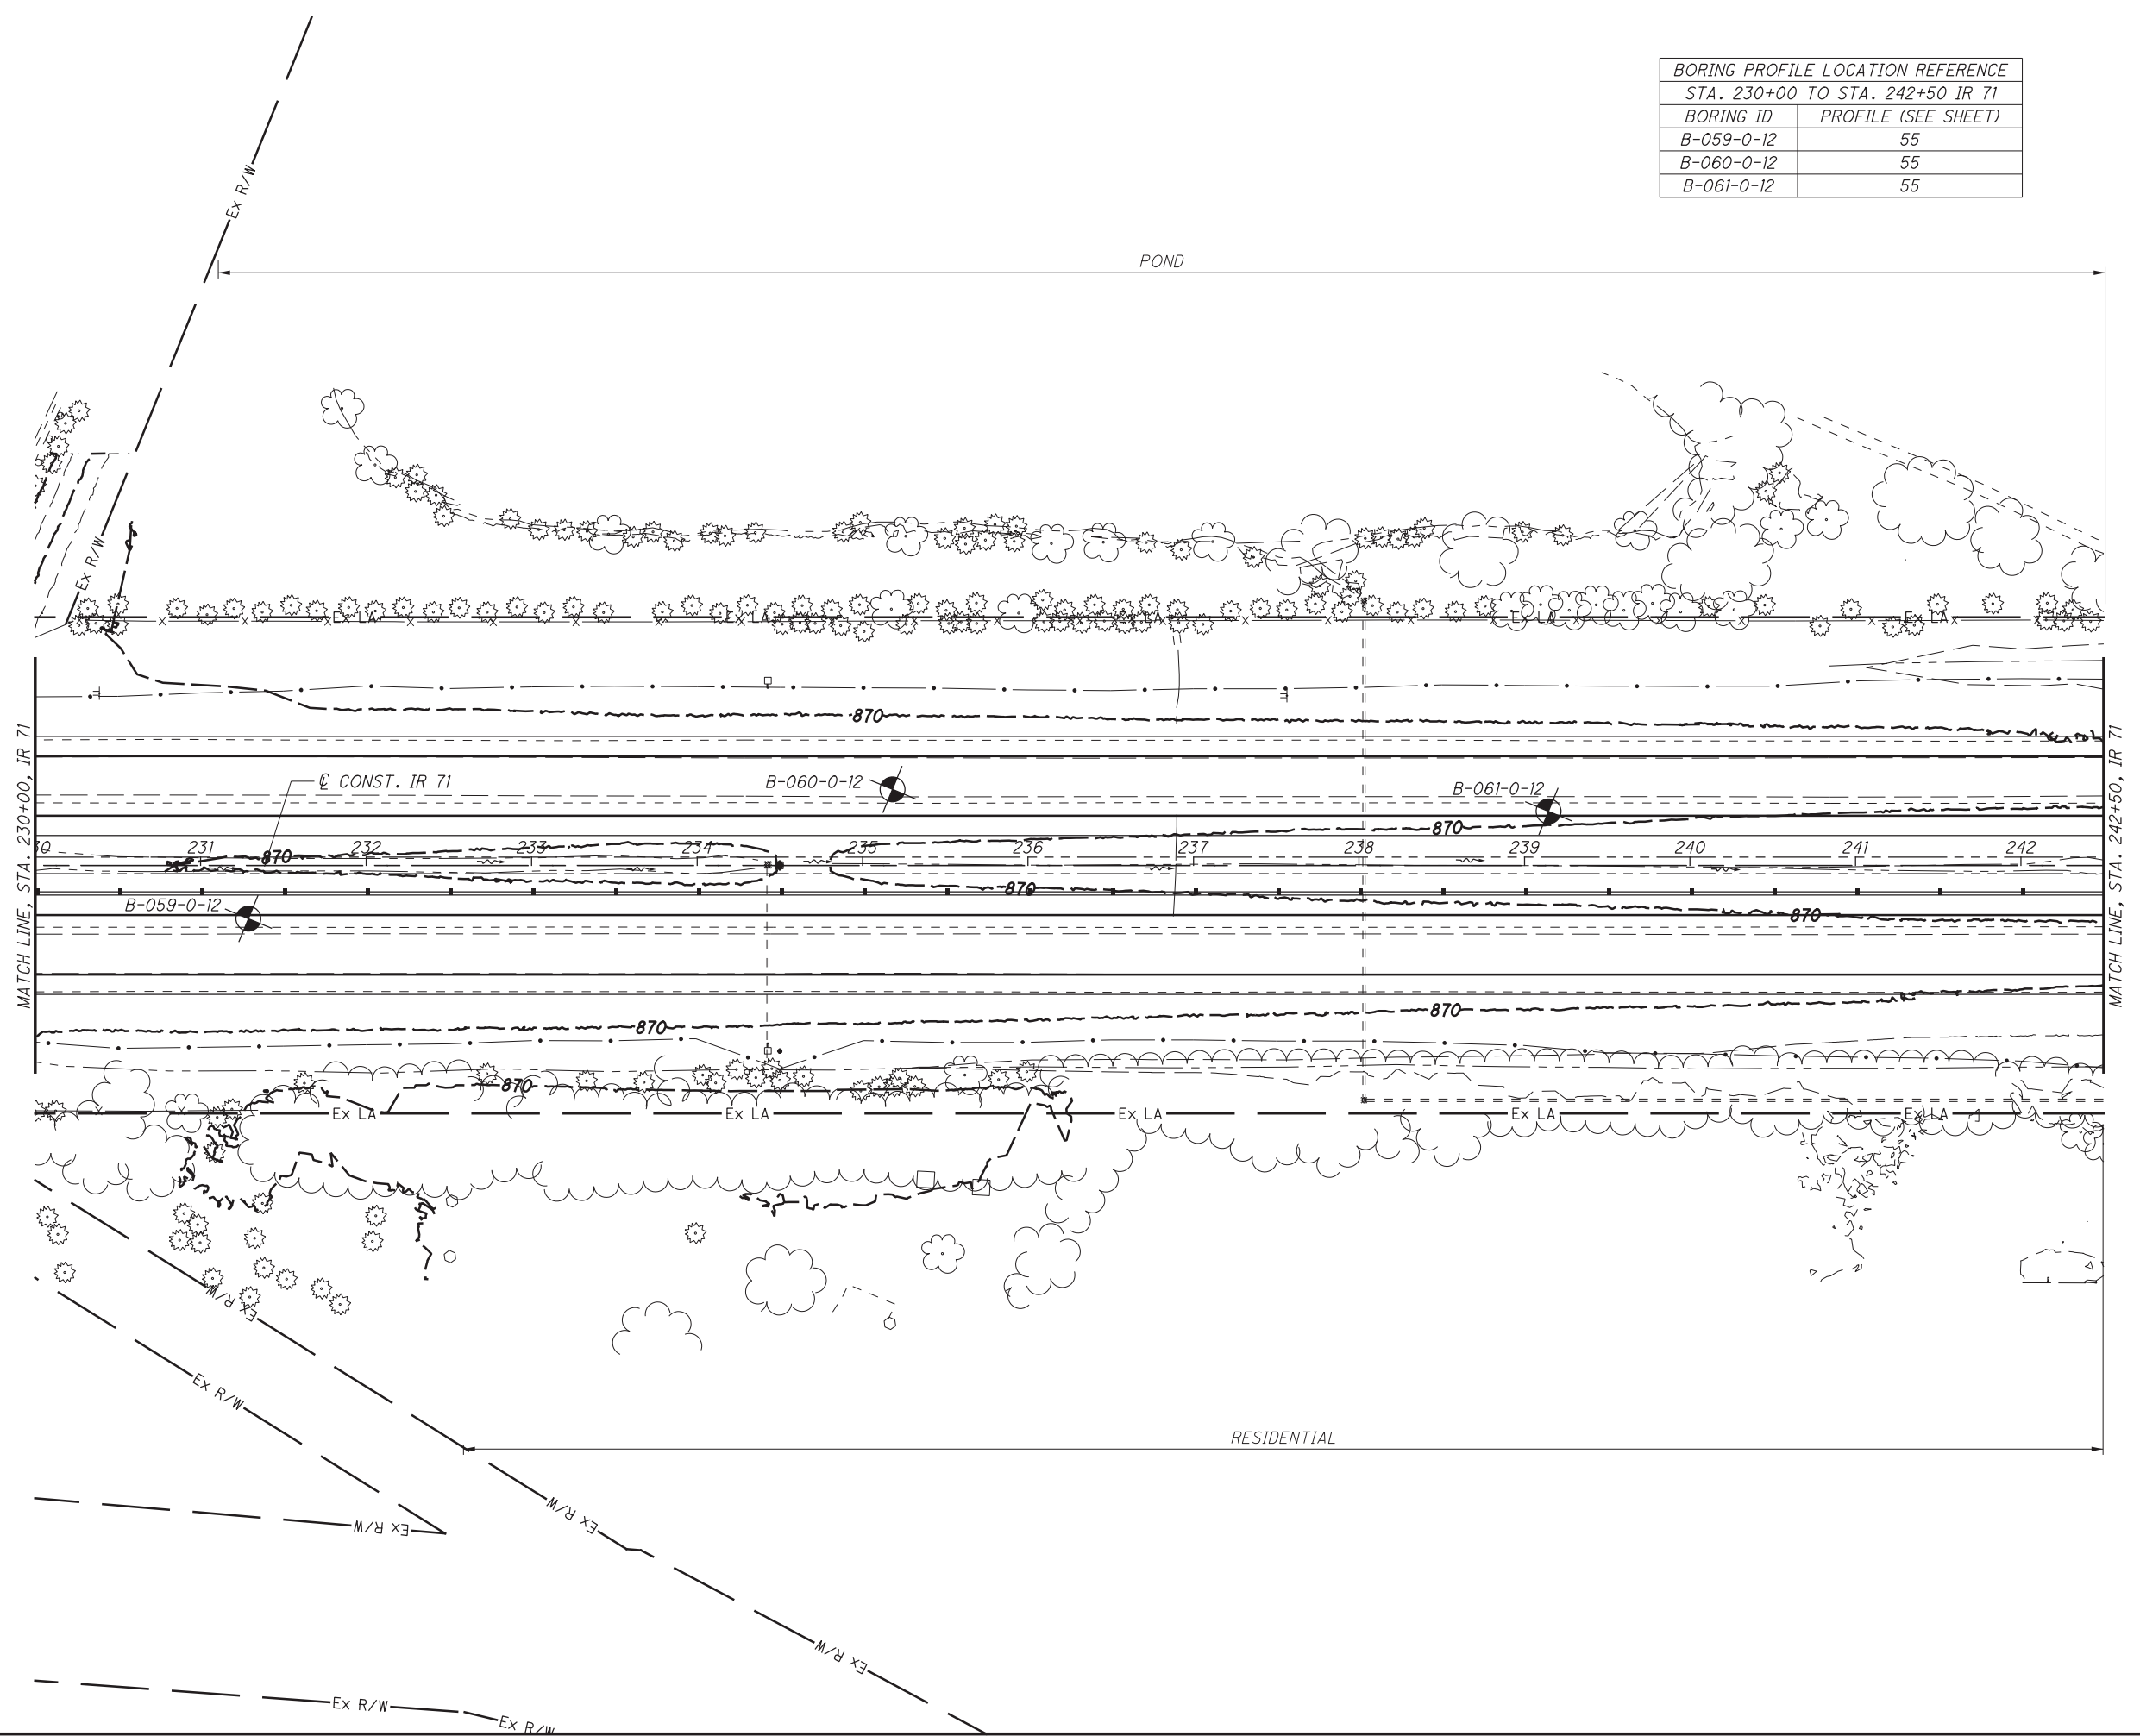 BORING PROFILE LOCATION REFERENCE
STA. 230+00 TO STA. 242+50 IR 71
BORING ID PROFILE (SEE SHEET)
B-059-0-12 55
B-060-0-12 55
B-061-0-12 55
Ex R/W
POND
Ex R/W
Ex LA Ex LA Ex LA Ex LA Ex LA
870
MATCH LINE, STA. 230+00, IR 71
MATCH LINE, STA. 242+50, IR 71
℄ CONST. IR 71
B-060-0-12
B-061-0-12
870
30 231 232 233 234 235 236 237 238 239 240 241 242
870
870
B-059-0-12
870
870
870
870
Ex LA Ex LA Ex LA Ex LA Ex LA
Ex R/W
Ex R/W
RESIDENTIAL
Ex R/W
Ex R/W
Ex R/W
Ex R/W
Ex R/W